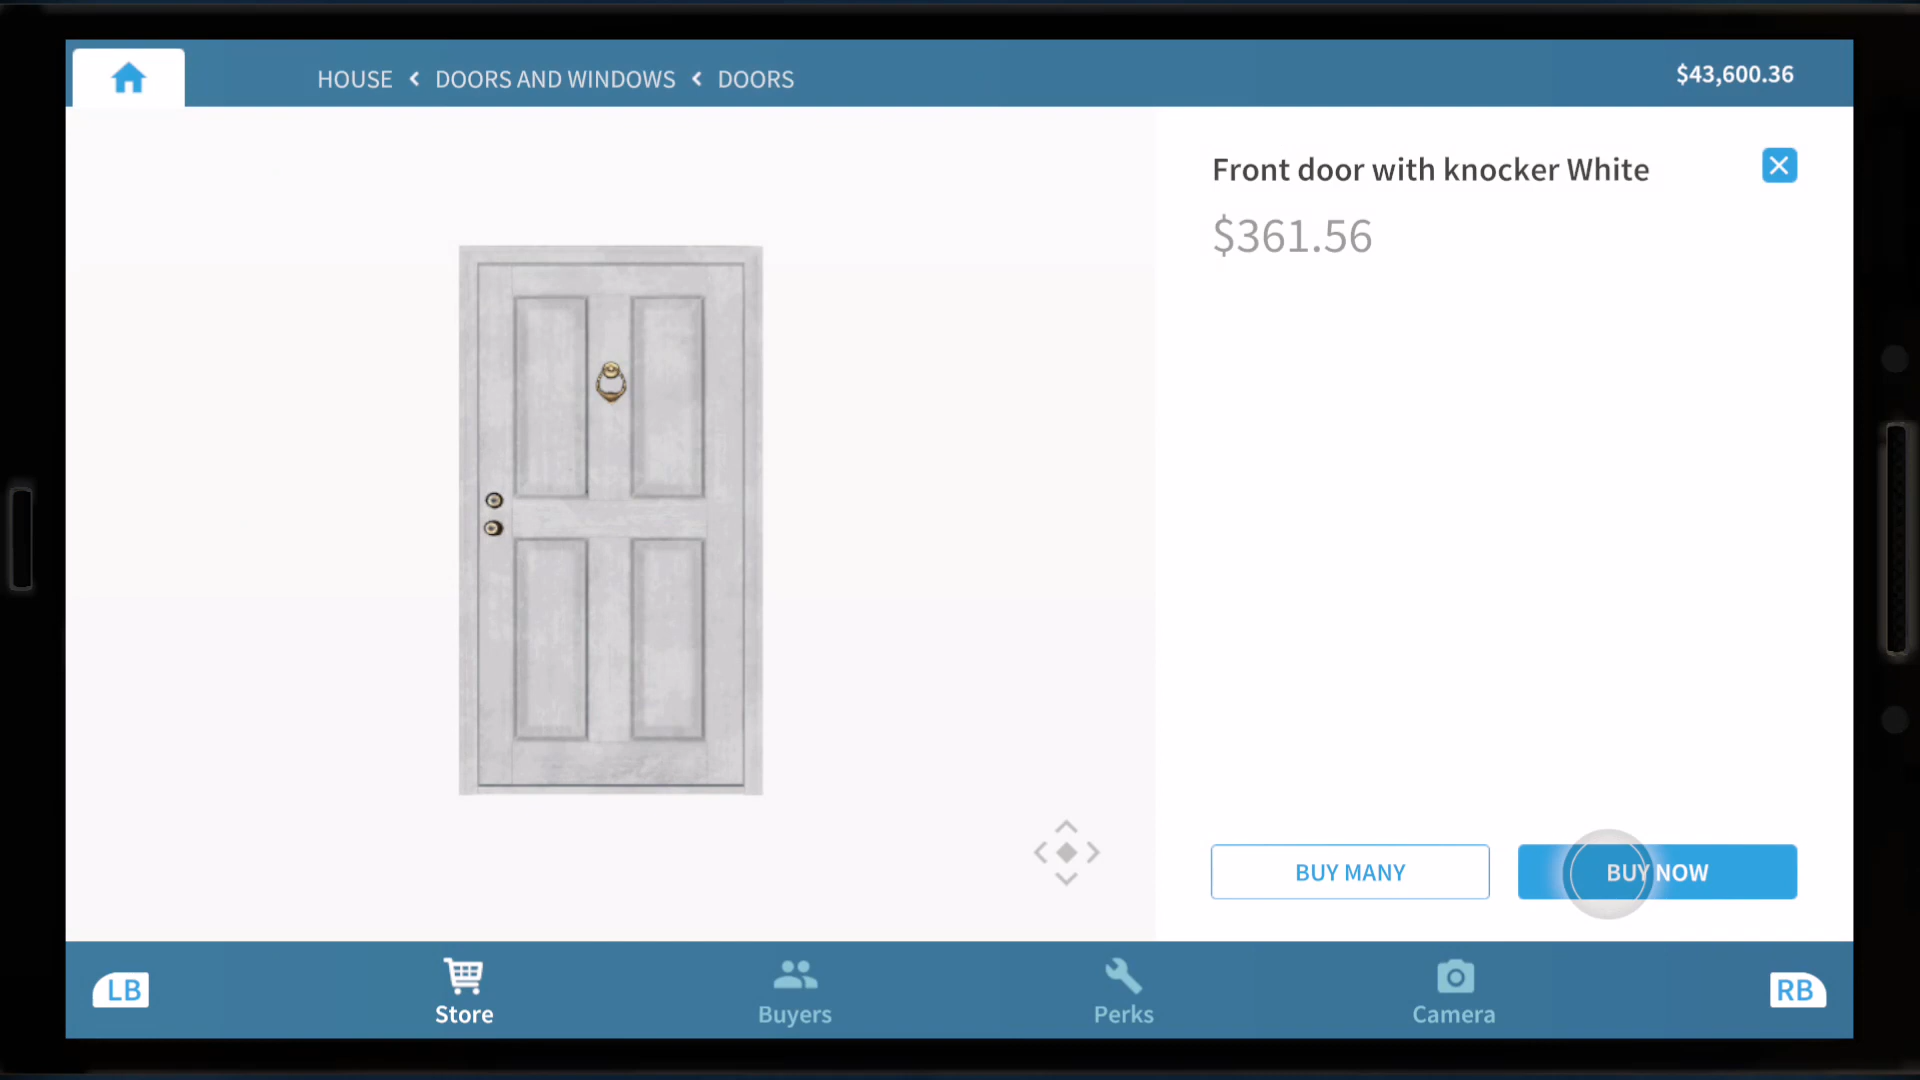 HOUSE < DOORS AND WINDOWS < DOORS
$43,600.36
Front door with knocker White
$361.56
BUY MANY
BUY NOW
LB
Store
Buyers
Perks
Camera
RB